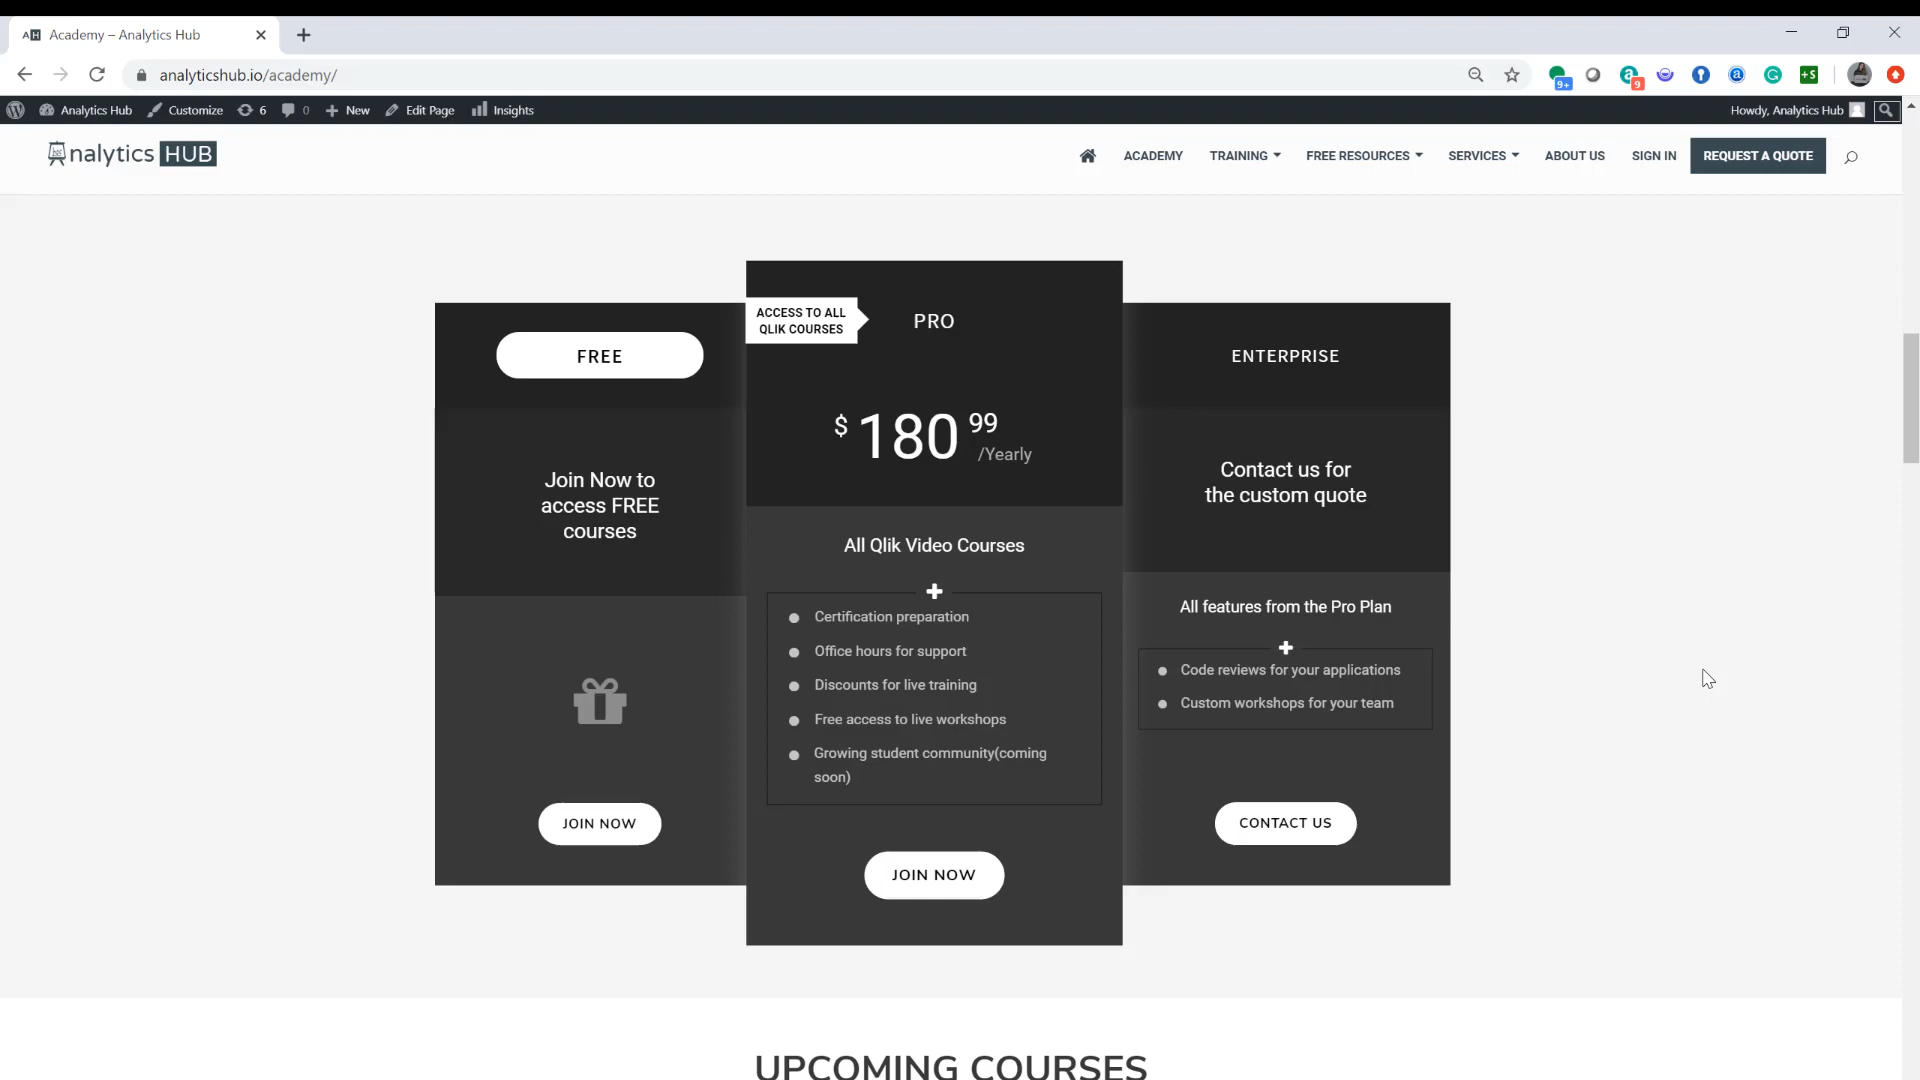 Academy – Analytics Hub
analyticshub.io/academy/
9+
9
+S
Analytics Hub Customize 6 0 New Edit Page Insights Howdy, Analytics Hub
Analytics HUB
ACADEMY TRAINING FREE RESOURCES SERVICES ABOUT US SIGN IN REQUEST A QUOTE
FREE
Join Now to
access FREE
courses
JOIN NOW
ACCESS TO ALL
QLIK COURSES
PRO
$ 180 99
/Yearly
All Qlik Video Courses
Certification preparation
Office hours for support
Discounts for live training
Free access to live workshops
Growing student community(coming
soon)
JOIN NOW
ENTERPRISE
Contact us for
the custom quote
All features from the Pro Plan
Code reviews for your applications
Custom workshops for your team
CONTACT US
UPCOMING COURSES